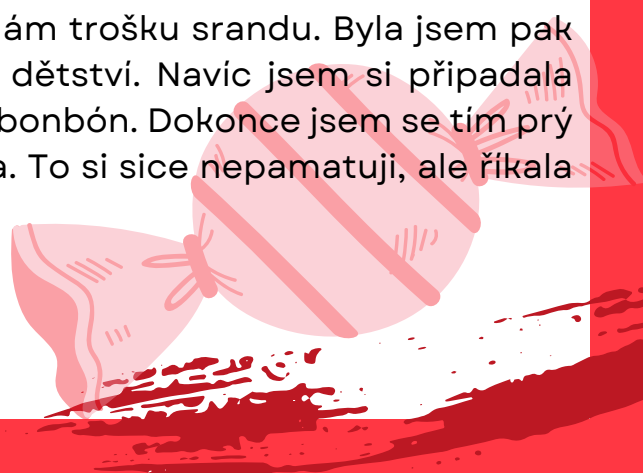 ám trošku srandu. Byla jsem pak
dětství. Navíc jsem si připadala
bonbón. Dokonce jsem se tím prý
a. To si sice nepamatuji, ale říkala